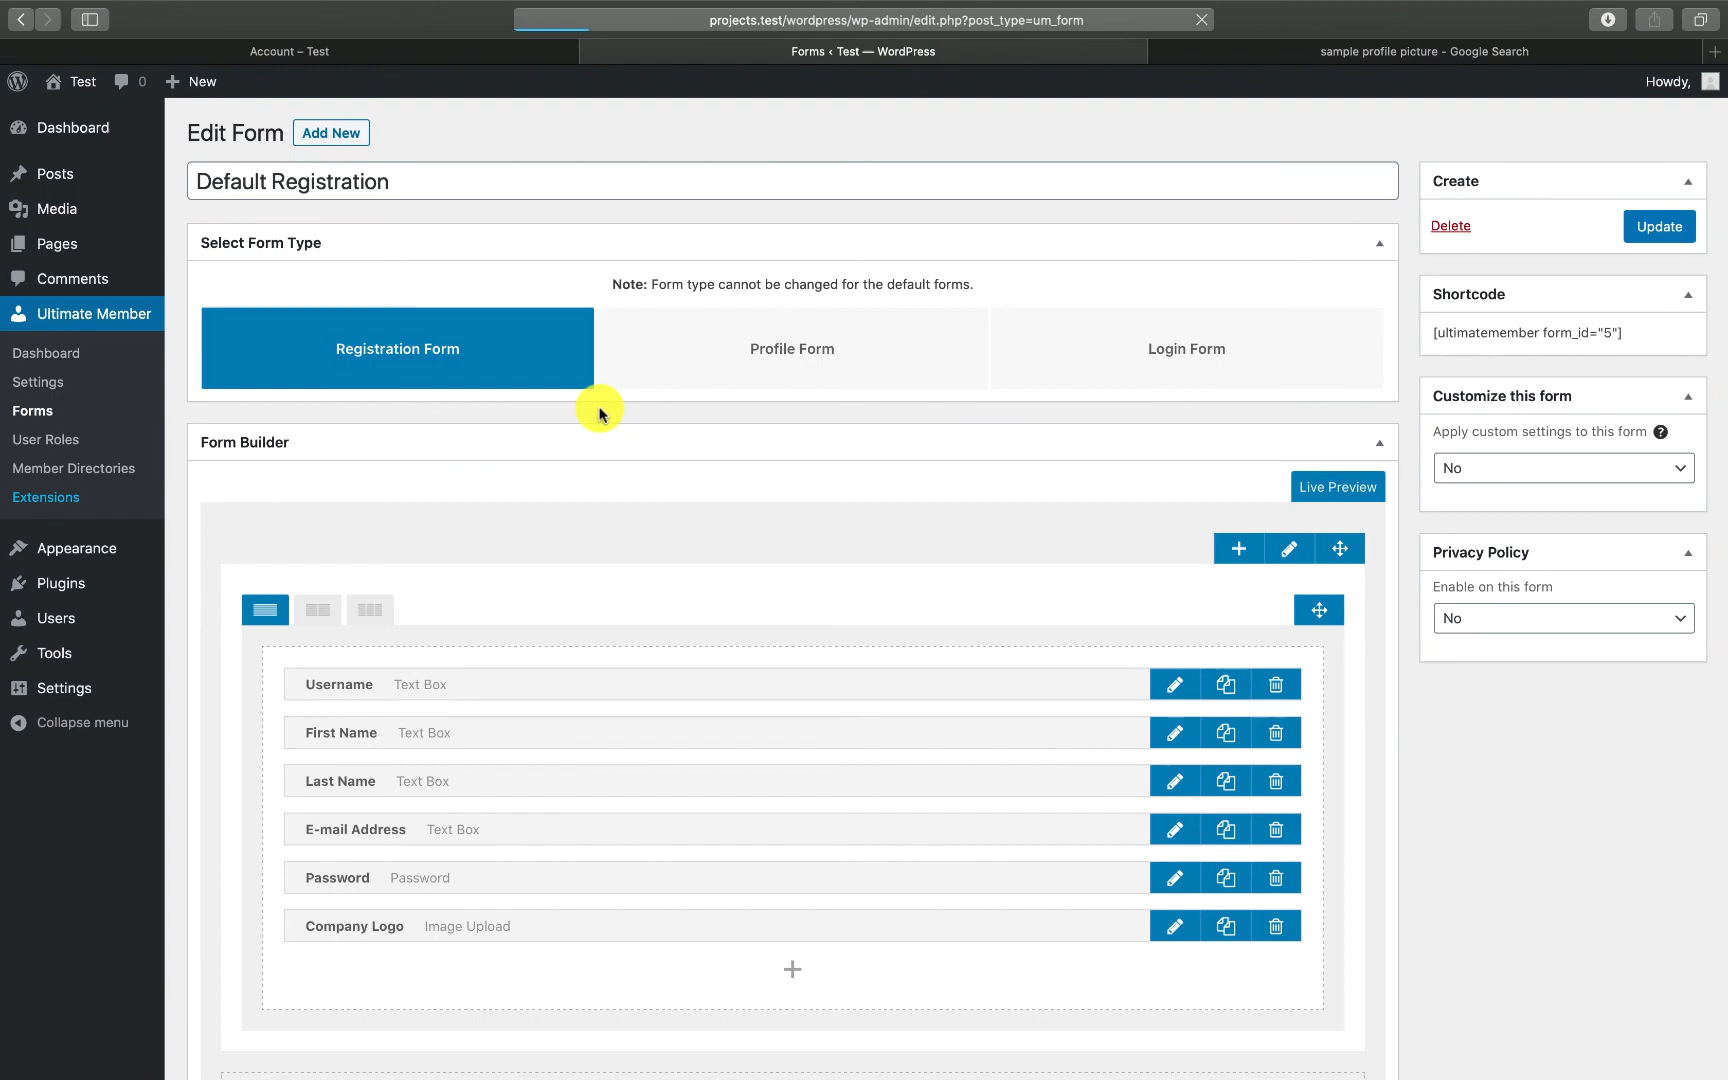 projects.test/wordpress/wp-admin/edit.php?post_type=um_form
Account – Test
Forms ‹ Test — WordPress
sample profile picture - Google Search
Test
0
New
Howdy,
Dashboard
Posts
Media
Pages
Comments
Ultimate Member
Dashboard
Settings
Forms
User Roles
Member Directories
Extensions
Appearance
Plugins
Users
Tools
Settings
Collapse menu
Edit Form
Add New
Default Registration
Select Form Type
Note: Form type cannot be changed for the default forms.
Registration Form
Profile Form
Login Form
Form Builder
Live Preview
Username Text Box
First Name Text Box
Last Name Text Box
E-mail Address Text Box
Password Password
Company Logo Image Upload
Create
Delete
Update
Shortcode
[ultimatemember form_id="5"]
Customize this form
Apply custom settings to this form
No
Privacy Policy
Enable on this form
No